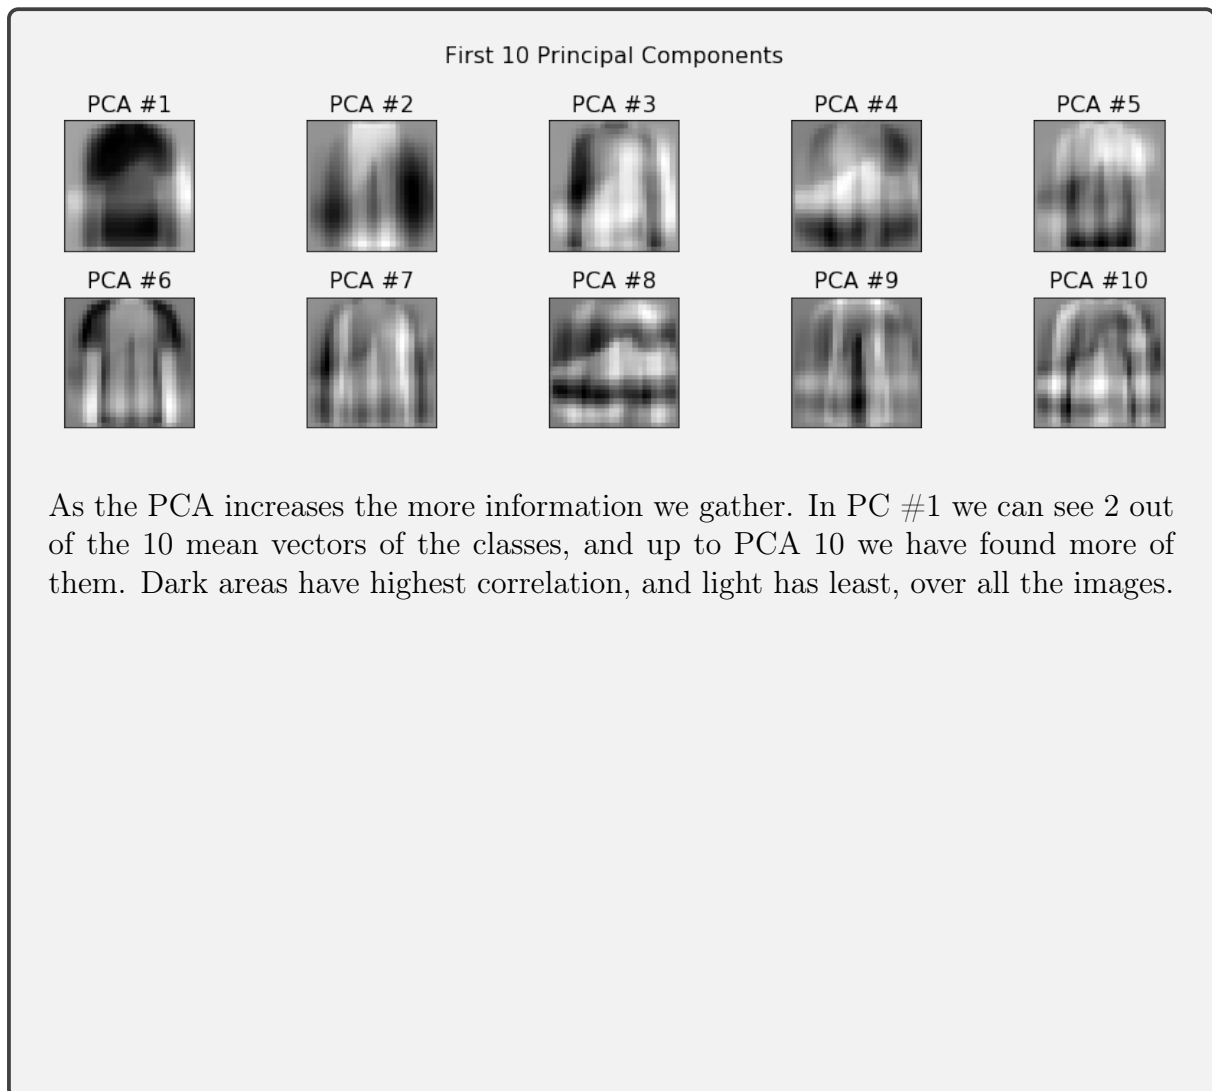 First 10 Principal Components
PCA #1 PCA #2 PCA #3 PCA #4 PCA #5
PCA #6 PCA #7 PCA #8 PCA #9 PCA #10
As the PCA increases the more information we gather. In PC #1 we can see 2 out
of the 10 mean vectors of the classes, and up to PCA 10 we have found more of
them. Dark areas have highest correlation, and light has least, over all the images.